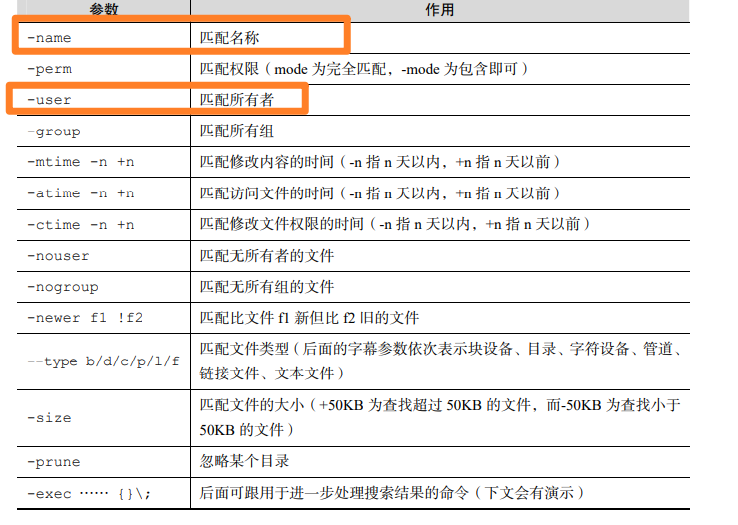 参数 作用
-name 匹配名称
-perm 匹配权限（mode 为完全匹配，-mode 为包含即可）
-user 匹配所有者
-group 匹配所有组
-mtime -n +n 匹配修改内容的时间（-n 指 n 天以内，+n 指 n 天以前）
-atime -n +n 匹配访问文件的时间（-n 指 n 天以内，+n 指 n 天以前）
-ctime -n +n 匹配修改文件权限的时间（-n 指 n 天以内，+n 指 n 天以前）
-nouser 匹配无所有者的文件
-nogroup 匹配无所有组的文件
-newer f1 !f2 匹配比文件 f1 新但比 f2 旧的文件
--type b/d/c/p/l/f 匹配文件类型（后面的字幕参数依次表示块设备、目录、字符设备、管道、
链接文件、文本文件）
-size 匹配文件的大小（+50KB 为查找超过 50KB 的文件，而-50KB 为查找小于
50KB 的文件）
-prune 忽略某个目录
-exec …… {}\; 后面可跟用于进一步处理搜索结果的命令（下文会有演示）